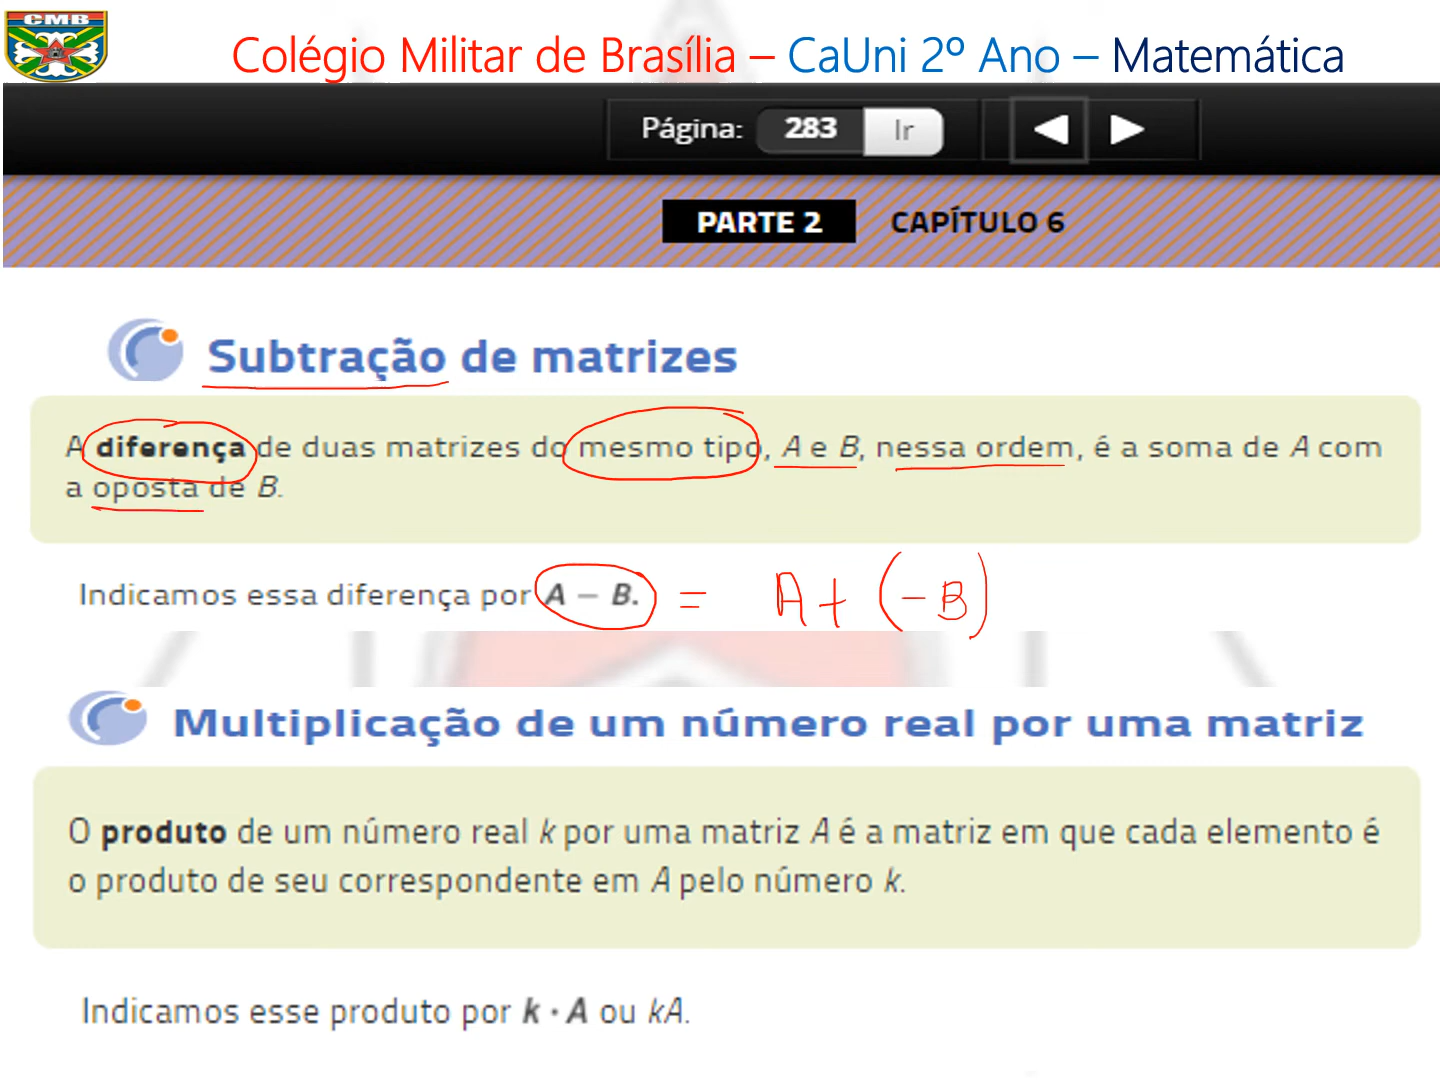 CMB
Colégio Militar de Brasília – CaUni 2º Ano – Matemática
Página: 283 Ir
PARTE 2 CAPÍTULO 6
Subtração de matrizes
A diferença de duas matrizes do mesmo tipo, A e B, nessa ordem, é a soma de A com
a oposta de B.
Indicamos essa diferença por A – B. = A + (-B)
Multiplicação de um número real por uma matriz
O produto de um número real k por uma matriz A é a matriz em que cada elemento é
o produto de seu correspondente em A pelo número k.
Indicamos esse produto por k · A ou kA.